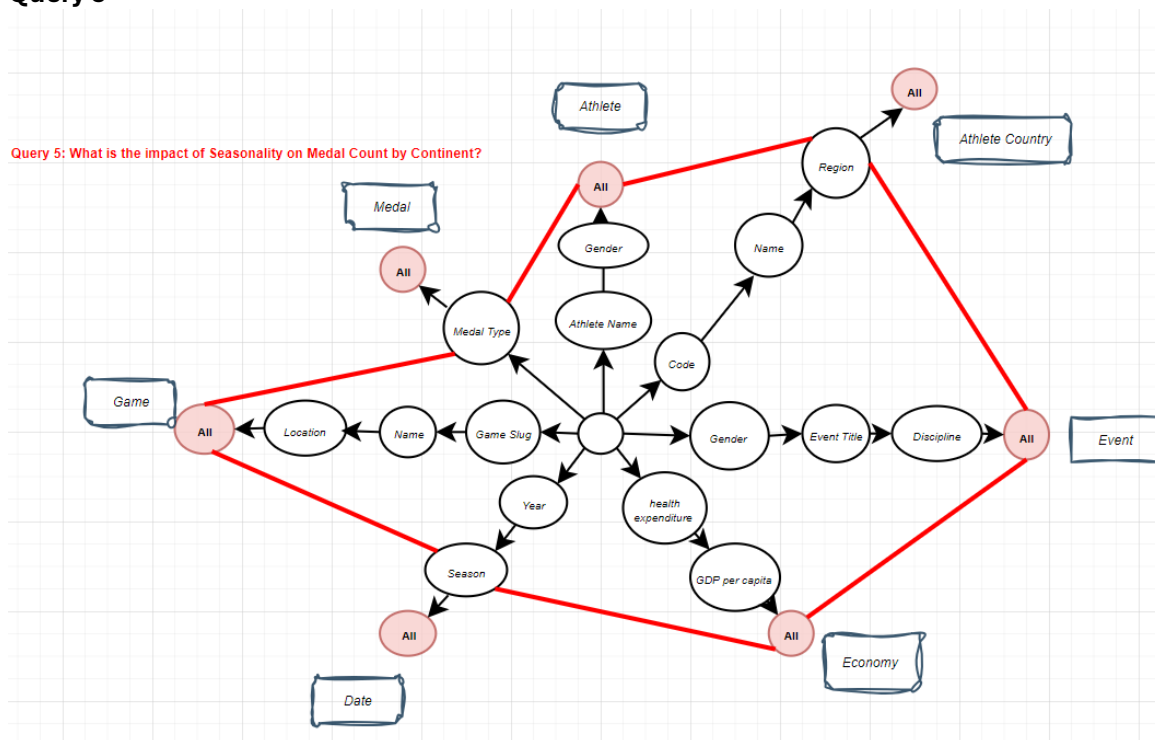 All
Athlete
Athlete Country
Query 5: What is the impact of Seasonality on Medal Count by Continent?
Region
All
Medal
Gender
Name
All
Athlete Name
Medal Type
Code
Game
All
Location
Name
Game Slug
Gender
Event Title
Discipline
All
Event
Year
health
expenditure
Season
GDP per capita
All
All
Economy
Date